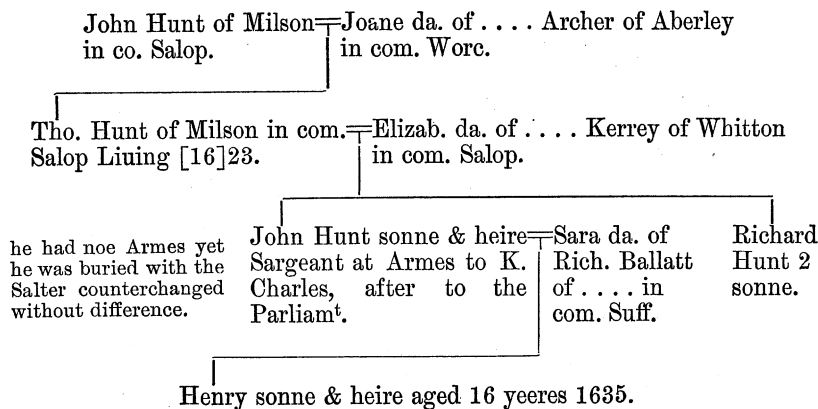 John Hunt of Milson=Joane da. of . . . . Archer of Aberley
in co. Salop. in com. Worc.
Tho. Hunt of Milson in com.=Elizab. da. of . . . . Kerrey of Whitton
Salop Liuing [16]23. in com. Salop.
he had noe Armes yet
he was buried with the
Salter counterchanged
without difference.
John Hunt sonne & heire=Sara da. of
Sargeant at Armes to K. Rich. Ballatt
Charles, after to the of . . . . in
Parliamᵗ. com. Suff.
Richard
Hunt 2
sonne.
Henry sonne & heire aged 16 yeeres 1635.